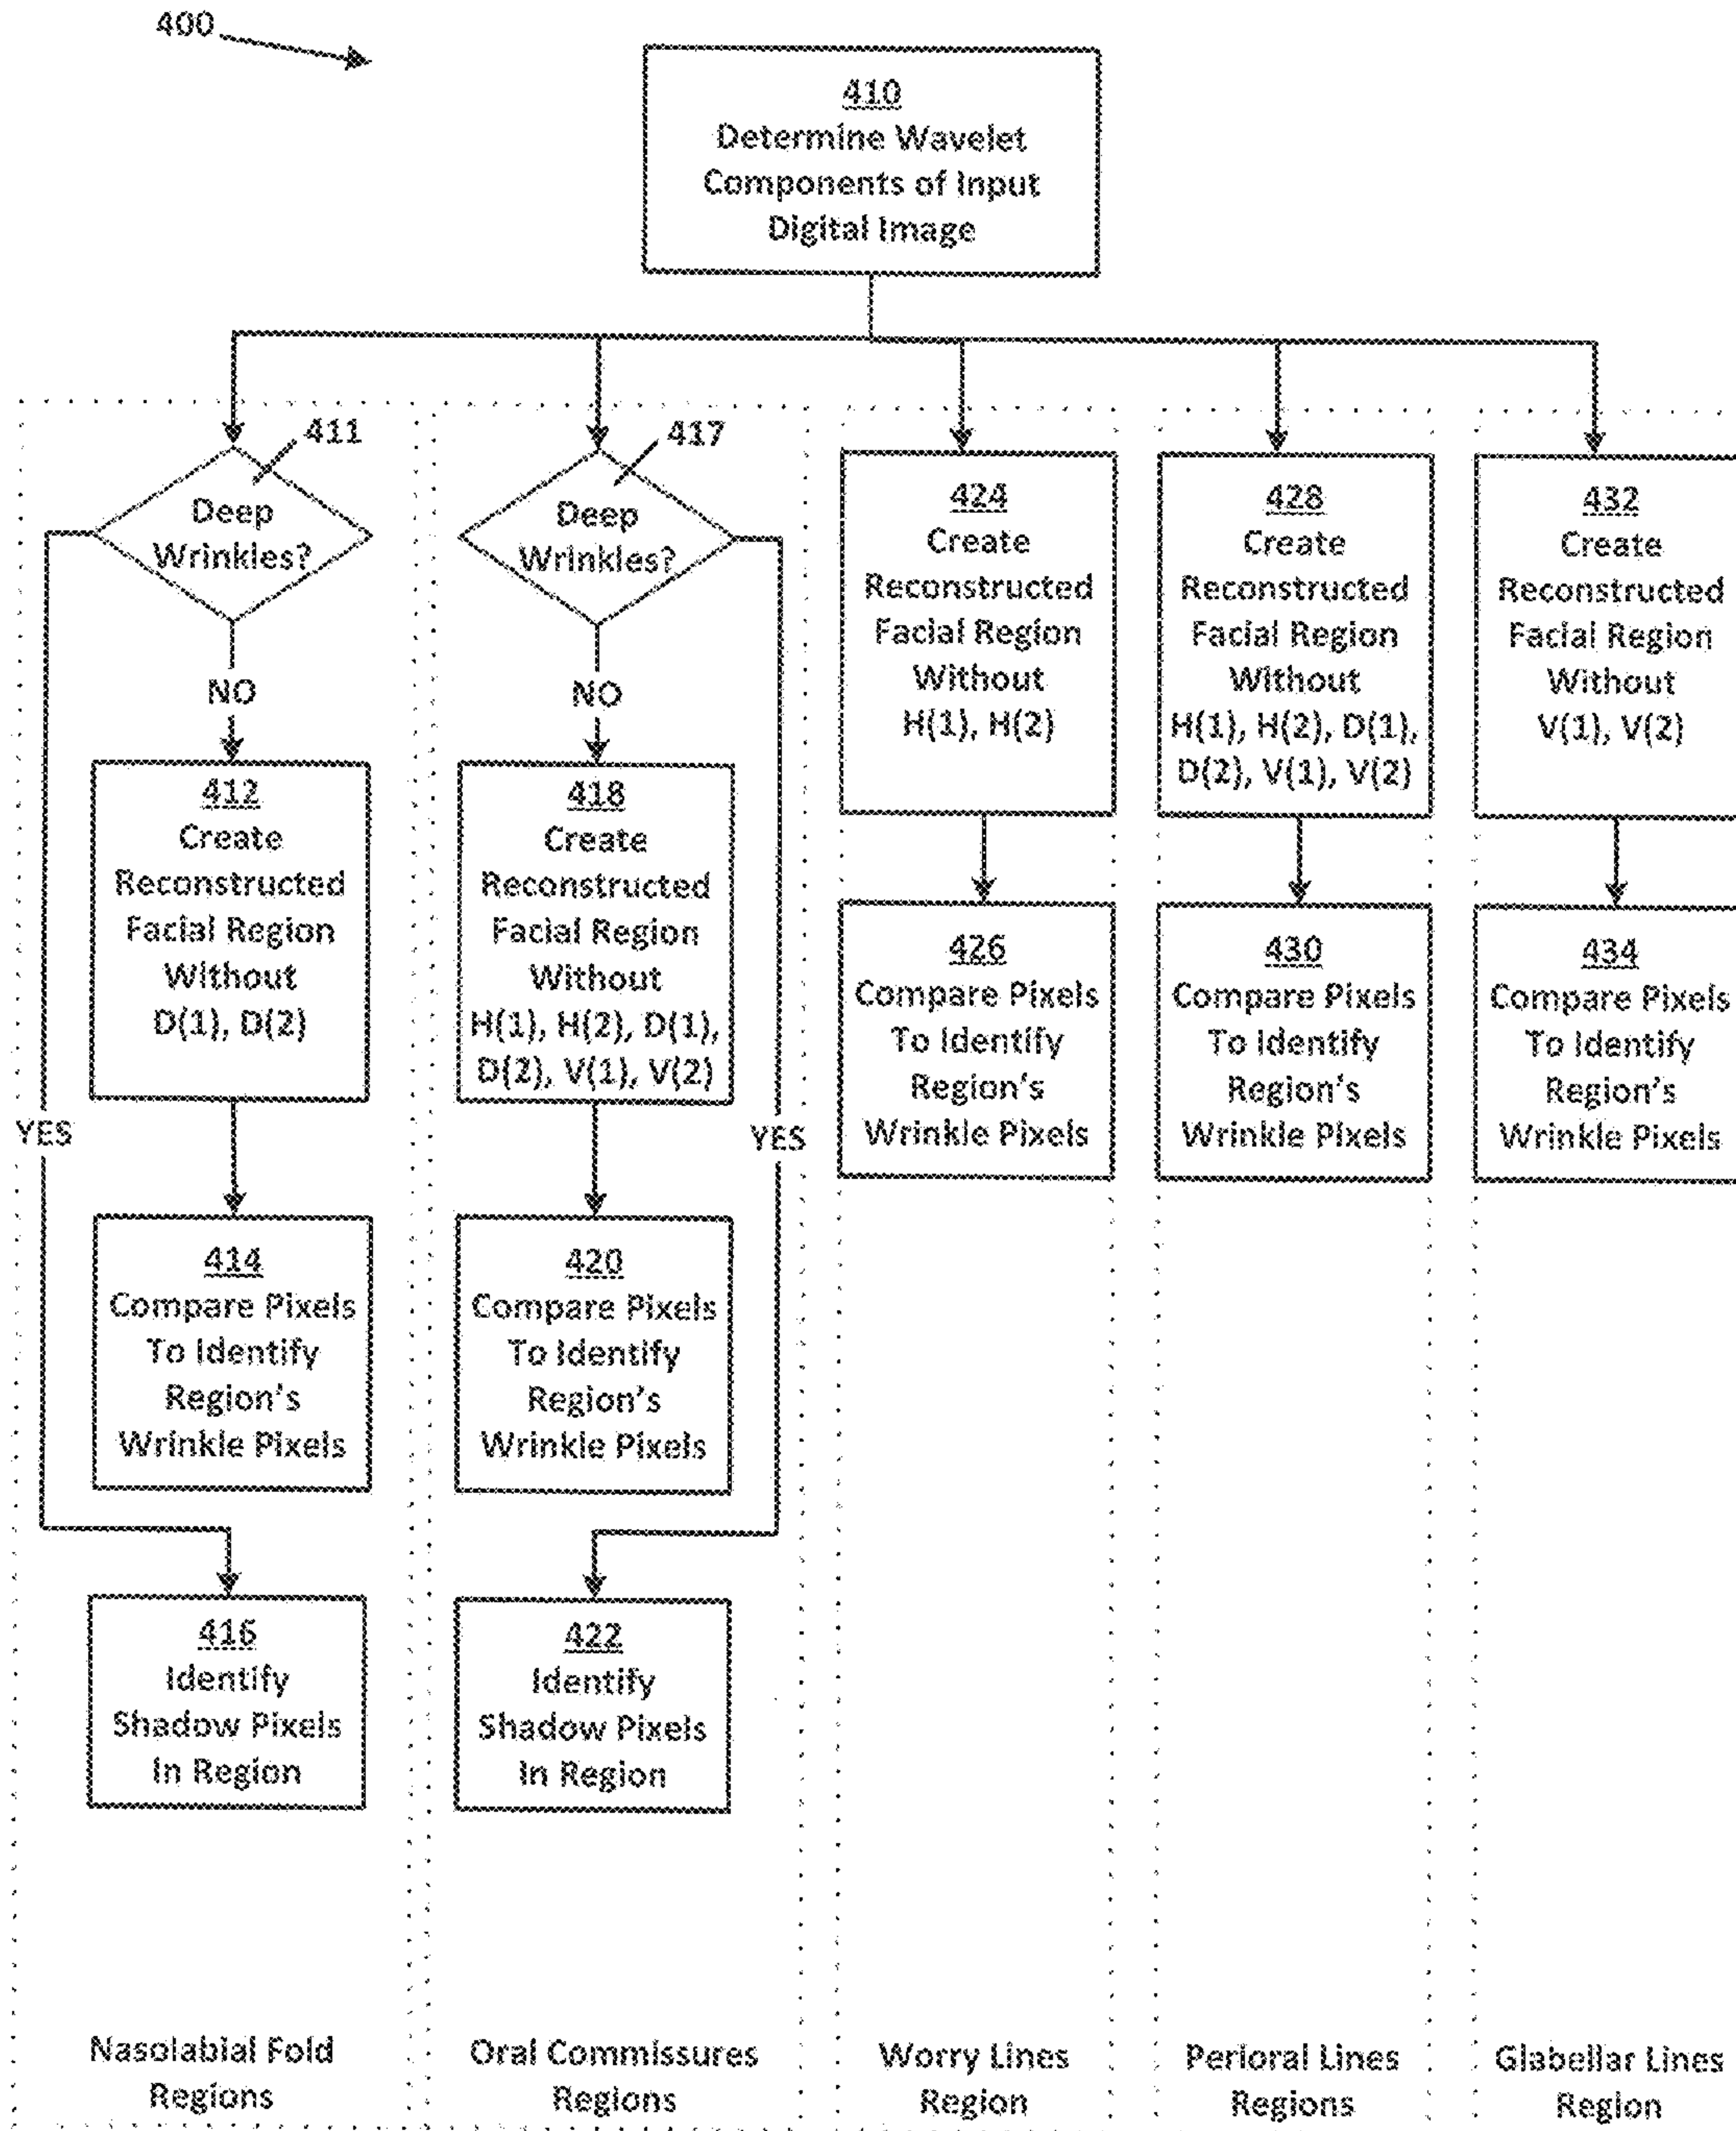 400
410
Determine Wavelet
Components of Input
Digital Image
411
Deep
Wrinkles?
NO
YES
412
Create
Reconstructed
Facial Region
Without
D(1), D(2)
414
Compare Pixels
To Identify
Region's
Wrinkle Pixels
416
Identify
Shadow Pixels
In Region
Nasolabial Fold
Regions
417
Deep
Wrinkles?
NO
YES
418
Create
Reconstructed
Facial Region
Without
H(1), H(2), D(1),
D(2), V(1), V(2)
420
Compare Pixels
To Identify
Region's
Wrinkle Pixels
422
Identify
Shadow Pixels
In Region
Oral Commissures
Regions
424
Create
Reconstructed
Facial Region
Without
H(1), H(2)
426
Compare Pixels
To Identify
Region's
Wrinkle Pixels
Worry Lines
Region
428
Create
Reconstructed
Facial Region
Without
H(1), H(2), D(1),
D(2), V(1), V(2)
430
Compare Pixels
To Identify
Region's
Wrinkle Pixels
Perioral Lines
Regions
432
Create
Reconstructed
Facial Region
Without
V(1), V(2)
434
Compare Pixels
To Identify
Region's
Wrinkle Pixels
Glabellar Lines
Region